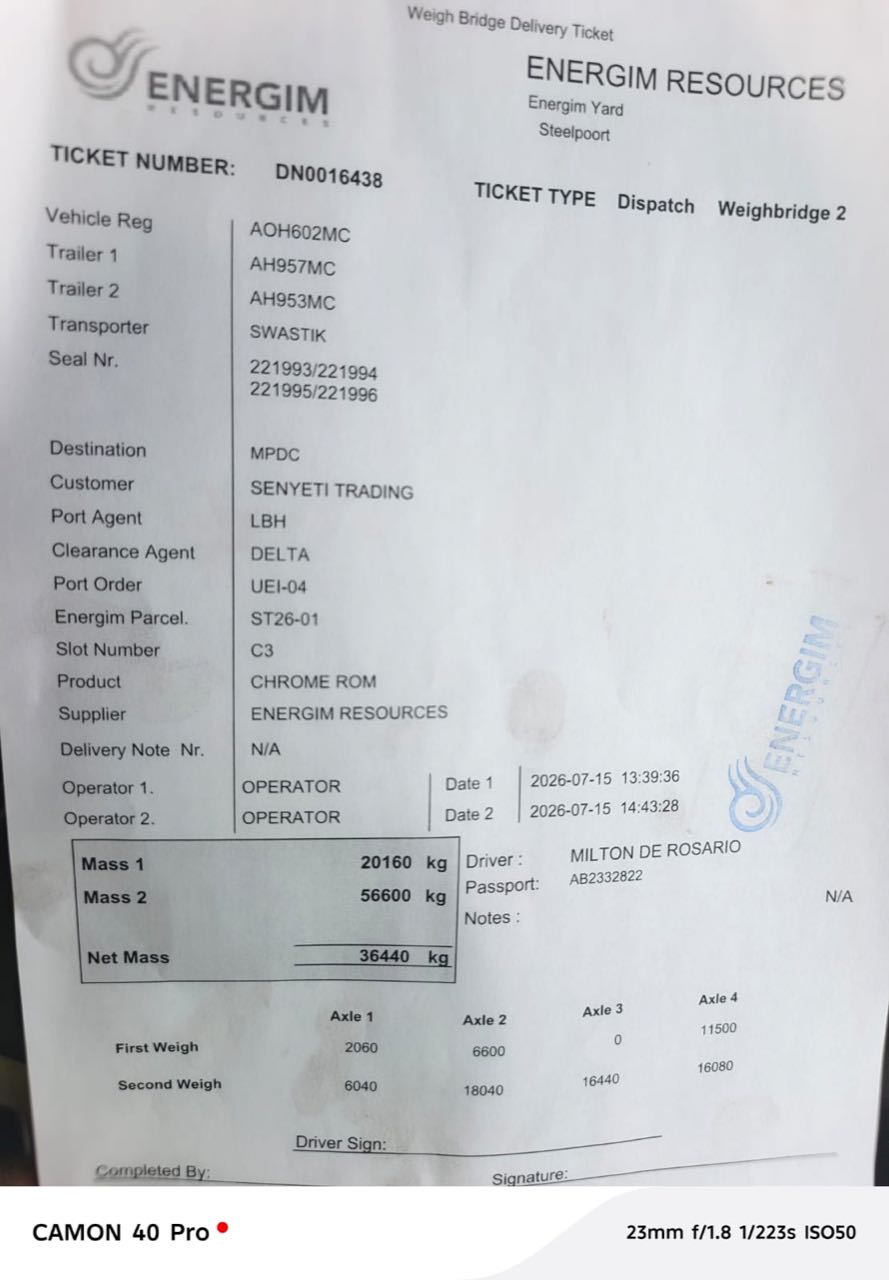 Weigh Bridge Delivery Ticket
ENERGIM
RESOURCES
ENERGIM RESOURCES
Energim Yard
Steelpoort
TICKET NUMBER: DN0016438
TICKET TYPE Dispatch Weighbridge 2
Vehicle Reg AOH602MC
Trailer 1 AH957MC
Trailer 2 AH953MC
Transporter SWASTIK
Seal Nr. 221993/221994
221995/221996
Destination MPDC
Customer SENYETI TRADING
Port Agent LBH
Clearance Agent DELTA
Port Order UEI-04
Energim Parcel. ST26-01
Slot Number C3
Product CHROME ROM
Supplier ENERGIM RESOURCES
Delivery Note Nr. N/A
Operator 1. OPERATOR Date 1 2026-07-15 13:39:36
Operator 2. OPERATOR Date 2 2026-07-15 14:43:28
ENERGIM
RESOURCES
Mass 1 20160 kg Driver : MILTON DE ROSARIO
Mass 2 56600 kg Passport: AB2332822
Notes : N/A
Net Mass 36440 kg
Axle 1 Axle 2 Axle 3 Axle 4
First Weigh 2060 6600 0 11500
Second Weigh 6040 18040 16440 16080
Driver Sign:
Completed By: Signature:
CAMON 40 Pro 23mm f/1.8 1/223s ISO50